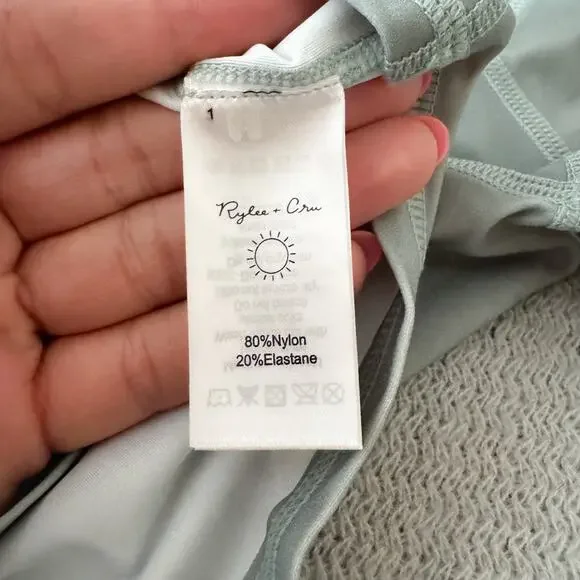 1
Rylee + Cru
80%Nylon
20%Elastane